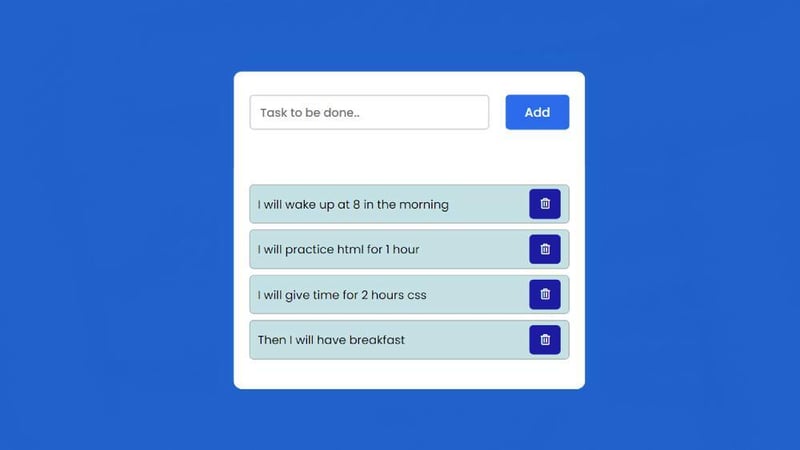 Task to be done..
Add
I will wake up at 8 in the morning
I will practice html for 1 hour
I will give time for 2 hours css
Then I will have breakfast